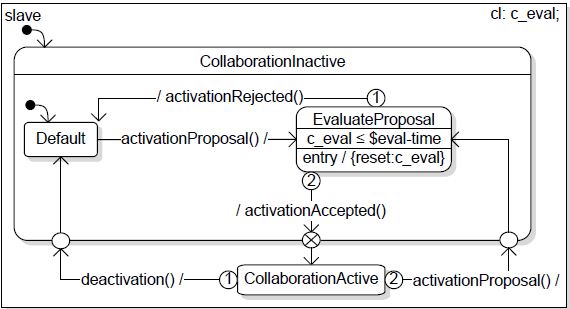 slave
cl: c_eval;
CollaborationInactive
/ activationRejected()
1
EvaluateProposal
Default
activationProposal() /
c_eval ≤ $eval-time
entry / {reset:c_eval}
2
/ activationAccepted()
deactivation() /
1
CollaborationActive
2
activationProposal() /